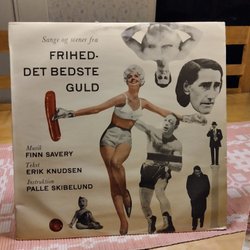 Sange og scener fra
FRIHED-
DET BEDSTE
GULD
Musik
FINN SAVERY
Tekst
ERIK KNUDSEN
Instruktion
PALLE SKIBELUND